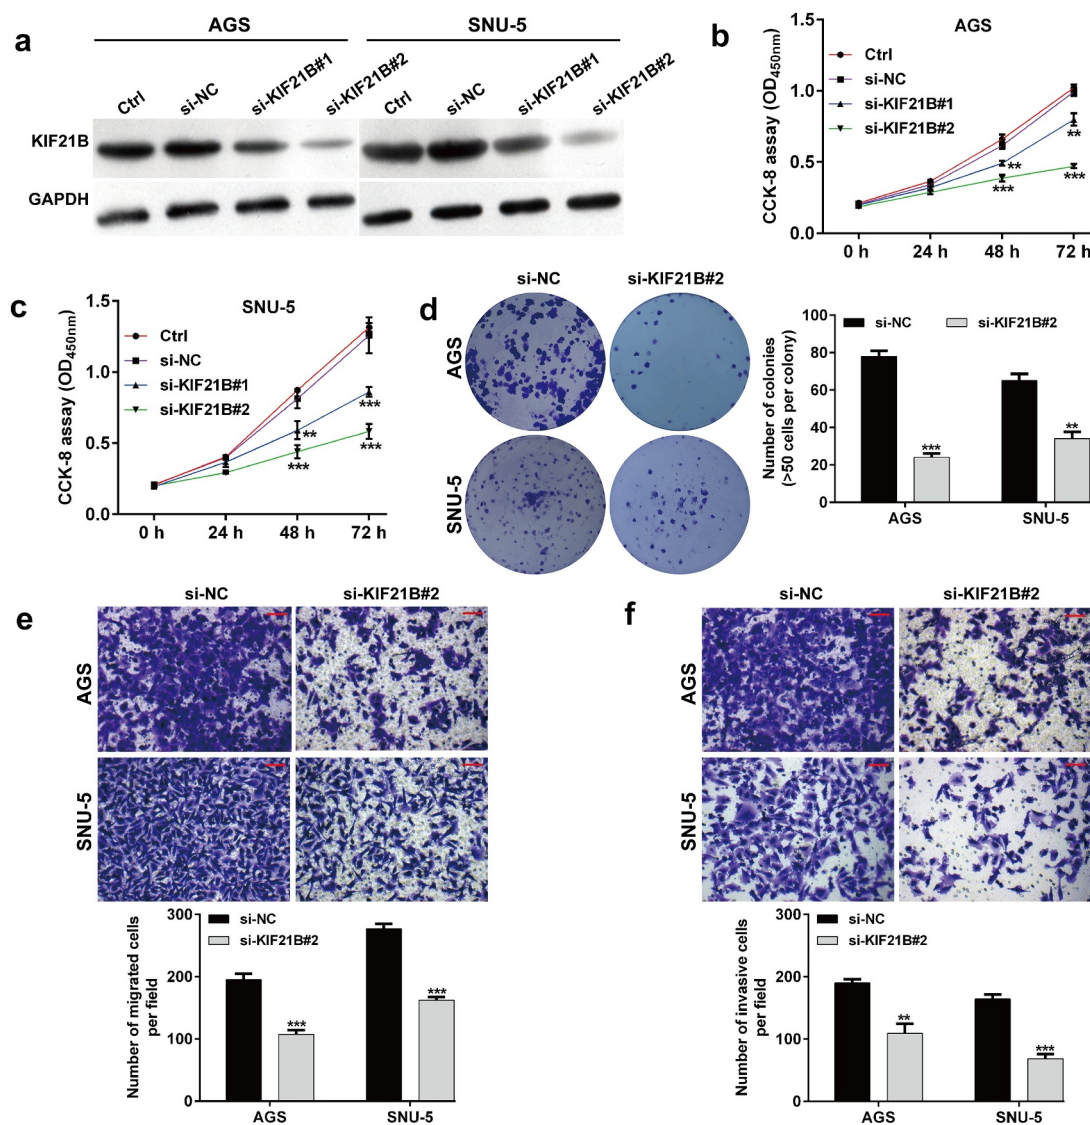 a
AGS
SNU-5
Ctrl
si-NC
si-KIF21B#1
si-KIF21B#2
Ctrl
si-NC
si-KIF21B#1
si-KIF21B#2
KIF21B
GAPDH
b
AGS
CCK-8 assay (OD450nm)
1.5
1.0
0.5
0.0
Ctrl
si-NC
si-KIF21B#1
si-KIF21B#2
**
***
**
***
0 h
24 h
48 h
72 h
c
SNU-5
CCK-8 assay (OD450nm)
1.5
1.0
0.5
0.0
Ctrl
si-NC
si-KIF21B#1
si-KIF21B#2
**
***
***
***
0 h
24 h
48 h
72 h
d
si-NC
si-KIF21B#2
AGS
SNU-5
Number of colonies
(>50 cells per colony)
100
80
60
40
20
0
si-NC
si-KIF21B#2
***
**
AGS
SNU-5
e
si-NC
si-KIF21B#2
AGS
SNU-5
Number of migrated cells
per field
300
200
100
0
si-NC
si-KIF21B#2
***
***
AGS
SNU-5
f
si-NC
si-KIF21B#2
AGS
SNU-5
Number of invasive cells
per field
300
200
100
0
si-NC
si-KIF21B#2
**
***
AGS
SNU-5